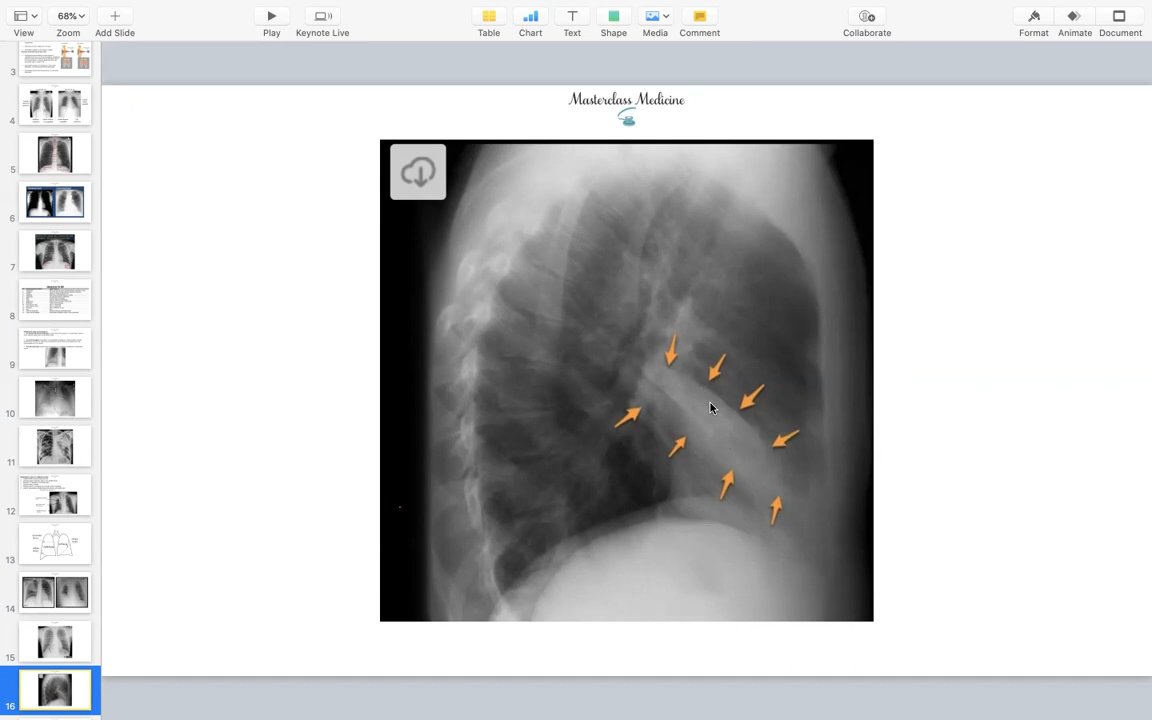 68%
View
Zoom
Add Slide
Play
Keynote Live
Table
Chart
Text
Shape
Media
Comment
Collaborate
Format
Animate
Document
Masterclass Medicine
3
4
5
6
7
8
9
10
11
12
13
14
15
16